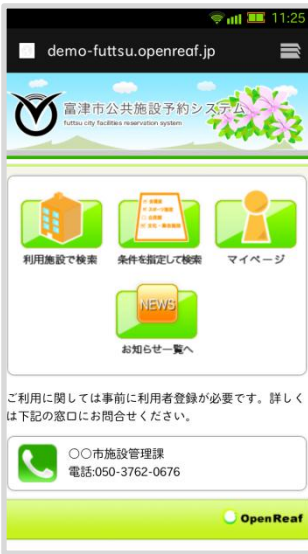 11:25
demo-futtsu.openreaf.jp
富津市公共施設予約システム
futtsu city facilities reservation system
利用施設で検索
条件を指定して検索
マイページ
NEWS
お知らせ一覧へ
ご利用に関しては事前に利用者登録が必要です。詳しく
は下記の窓口にお問合せください。
〇〇市施設管理課
電話:050-3762-0676
OpenReaf